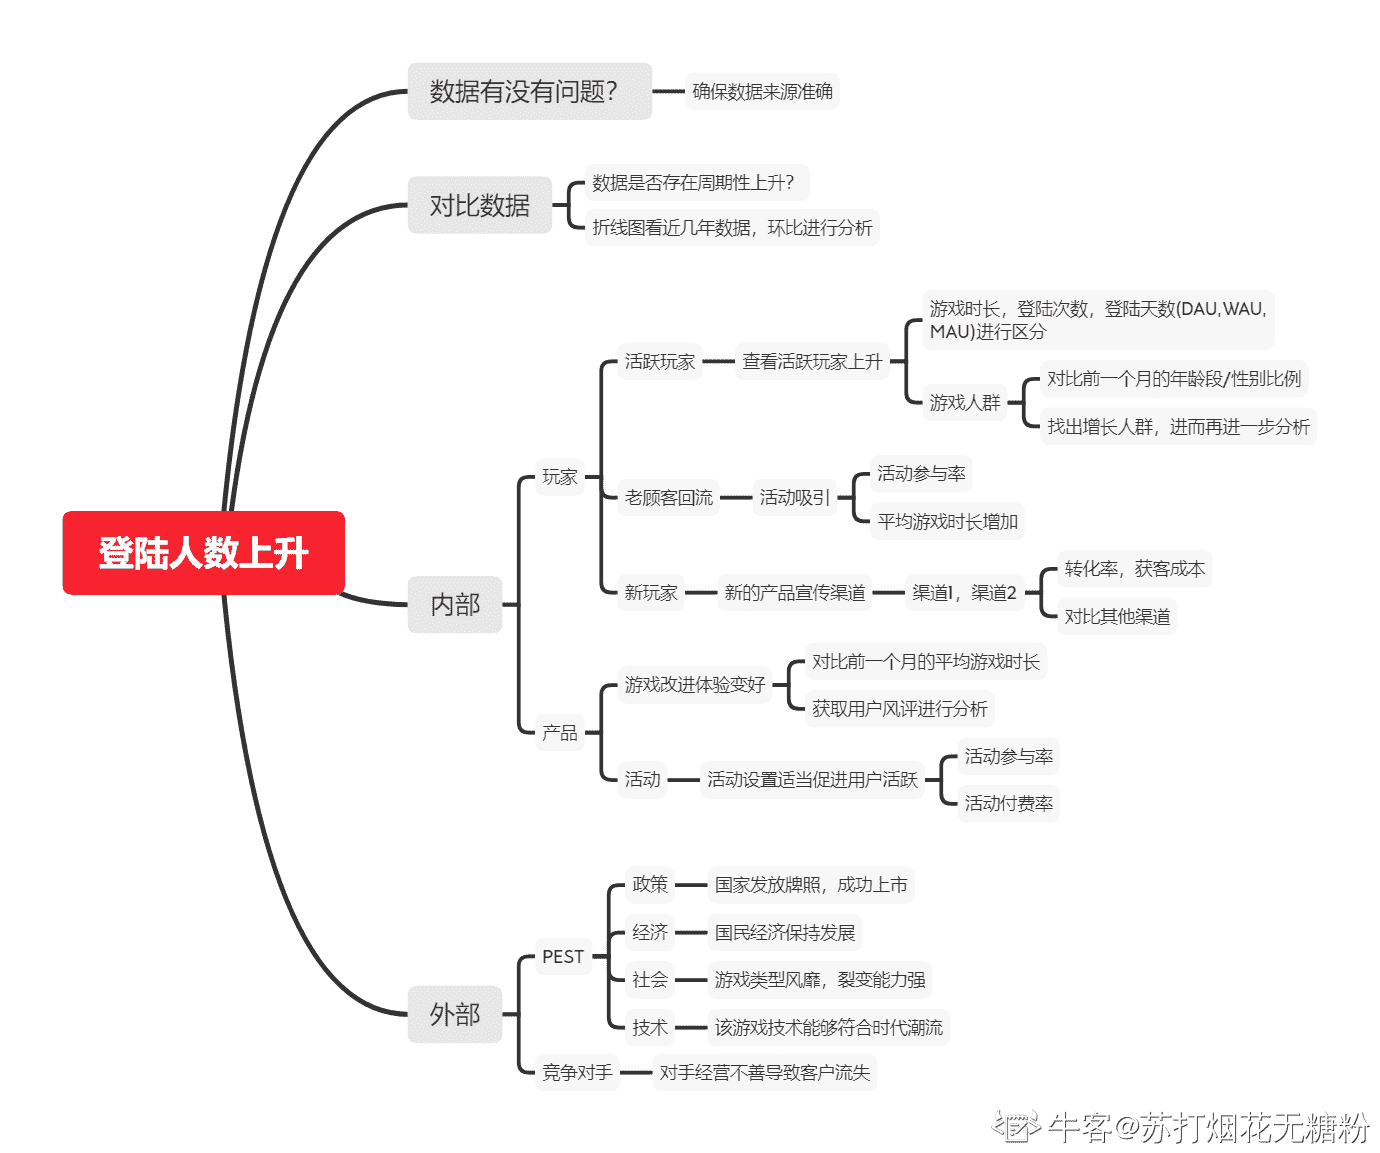 数据有没有问题？
确保数据来源准确
对比数据
数据是否存在周期性上升？
折线图看近几年数据，环比进行分析
登陆人数上升
内部
玩家
活跃玩家
查看活跃玩家上升
游戏时长，登陆次数，登陆天数(DAU,WAU,
MAU)进行区分
游戏人群
对比前一个月的年龄段/性别比例
找出增长人群，进而再进一步分析
老顾客回流
活动吸引
活动参与率
平均游戏时长增加
新玩家
新的产品宣传渠道
渠道1，渠道2
转化率，获客成本
对比其他渠道
产品
游戏改进体验变好
对比前一个月的平均游戏时长
获取用户风评进行分析
活动
活动设置适当促进用户活跃
活动参与率
活动付费率
外部
PEST
政策
国家发放牌照，成功上市
经济
国民经济保持发展
社会
游戏类型风靡，裂变能力强
技术
该游戏技术能够符合时代潮流
竞争对手
对手经营不善导致客户流失
牛客@苏打烟花无糖粉